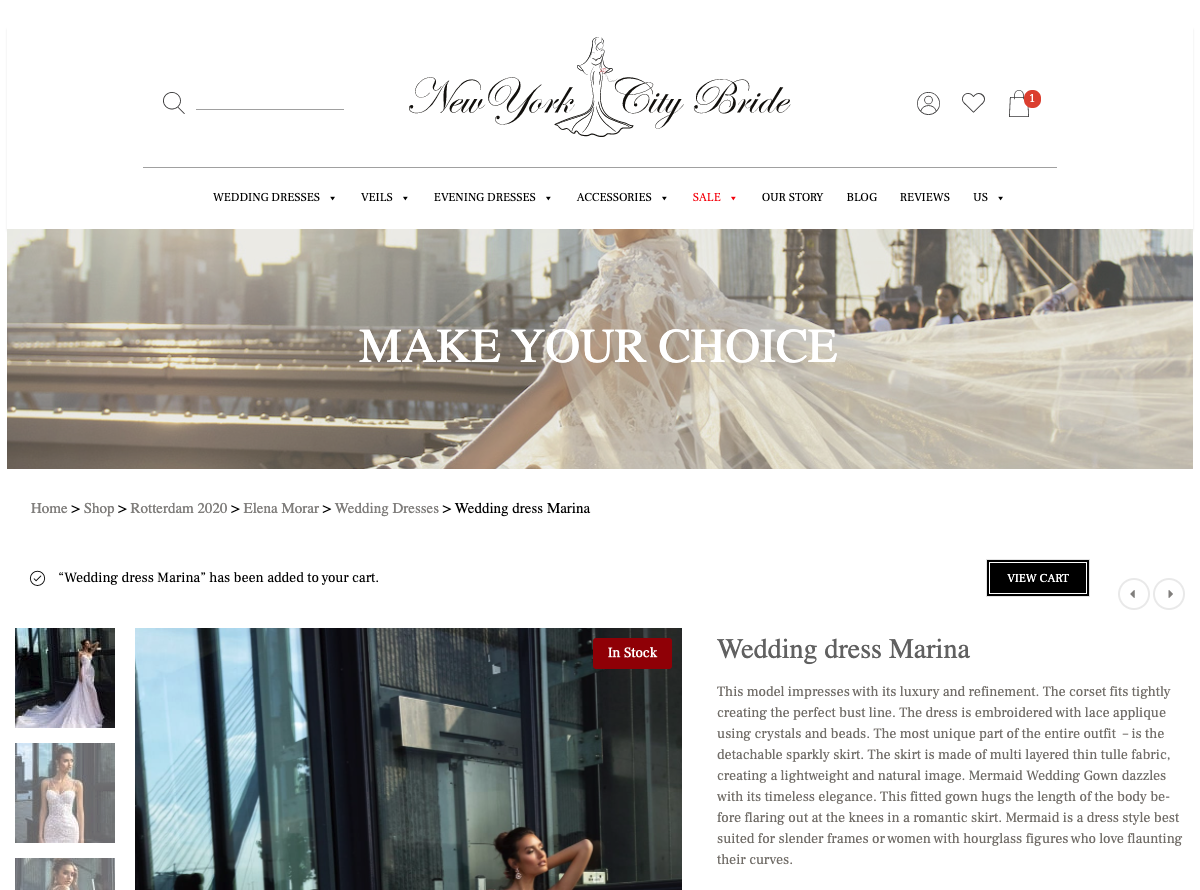 New York City Bride
1
WEDDING DRESSES VEILS EVENING DRESSES ACCESSORIES SALE OUR STORY BLOG REVIEWS US
MAKE YOUR CHOICE
Home > Shop > Rotterdam 2020 > Elena Morar > Wedding Dresses > Wedding dress Marina
“Wedding dress Marina” has been added to your cart.
VIEW CART
In Stock
Wedding dress Marina
This model impresses with its luxury and refinement. The corset fits tightly
creating the perfect bust line. The dress is embroidered with lace applique
using crystals and beads. The most unique part of the entire outfit – is the
detachable sparkly skirt. The skirt is made of multi layered thin tulle fabric,
creating a lightweight and natural image. Mermaid Wedding Gown dazzles
with its timeless elegance. This fitted gown hugs the length of the body be-
fore flaring out at the knees in a romantic skirt. Mermaid is a dress style best
suited for slender frames or women with hourglass figures who love flaunting
their curves.